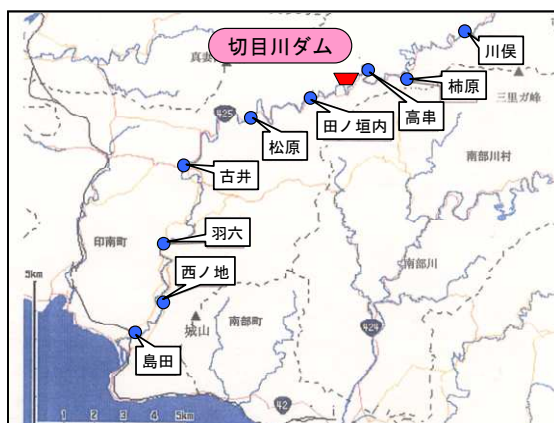 切目川ダム
川俣
真妻
柿原
三里ガ峰
高串
田ノ垣内
425
松原
南部川村
古井
羽六
印南町
南部川
5km
西ノ地
城山
南部町
424
島田
42
1 2 3 4 5km